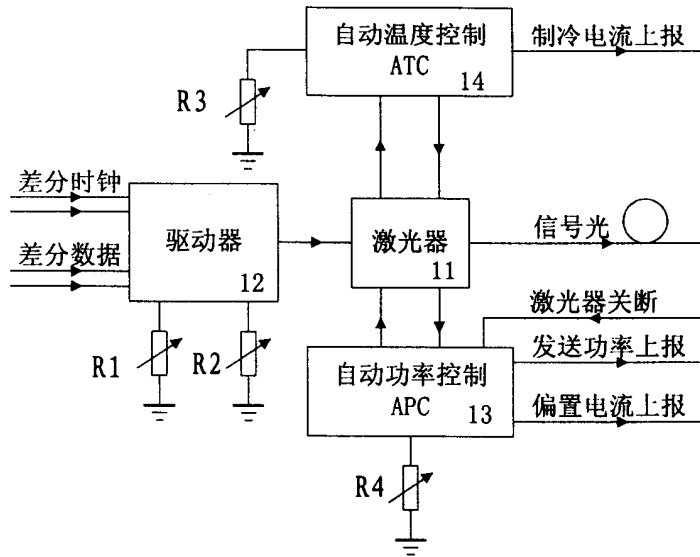 自动温度控制
ATC
14
制冷电流上报
R3
差分时钟
驱动器
12
差分数据
激光器
11
信号光
R1
R2
激光器关断
自动功率控制
APC
13
发送功率上报
偏置电流上报
R4